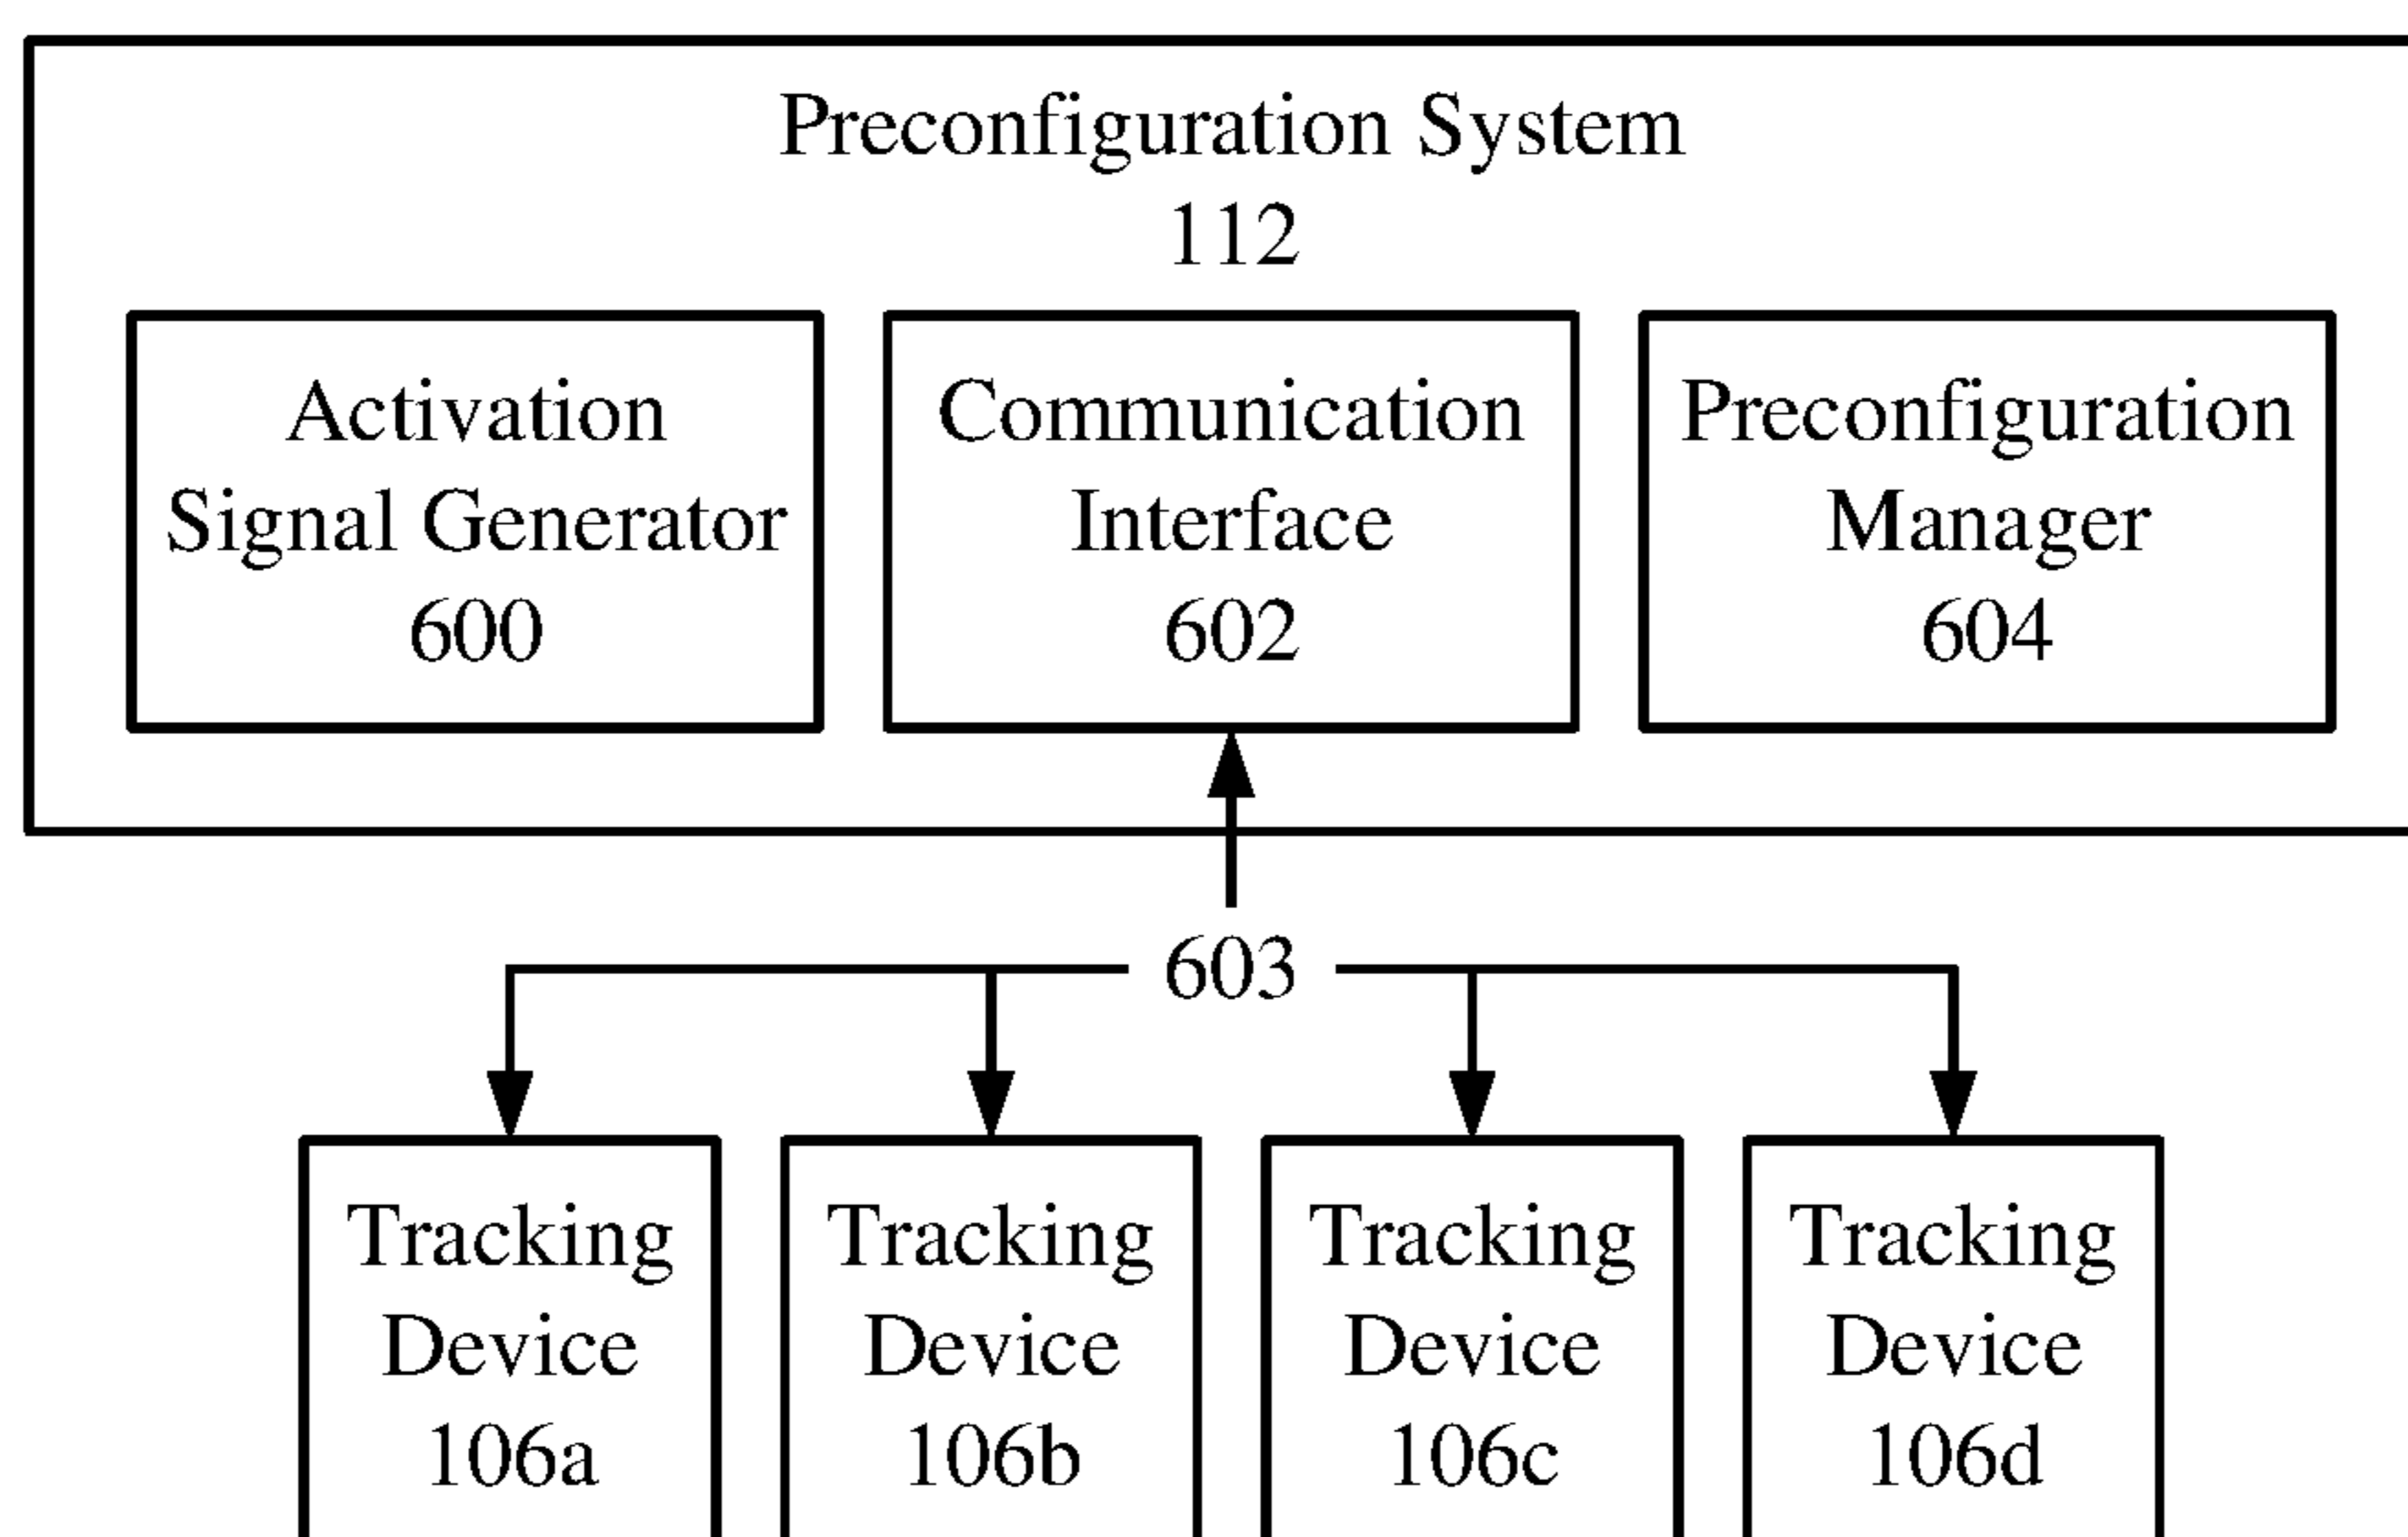 Preconfiguration System
112
Activation
Signal Generator
600
Communication
Interface
602
Preconfiguration
Manager
604
603
Tracking
Device
106a
Tracking
Device
106b
Tracking
Device
106c
Tracking
Device
106d